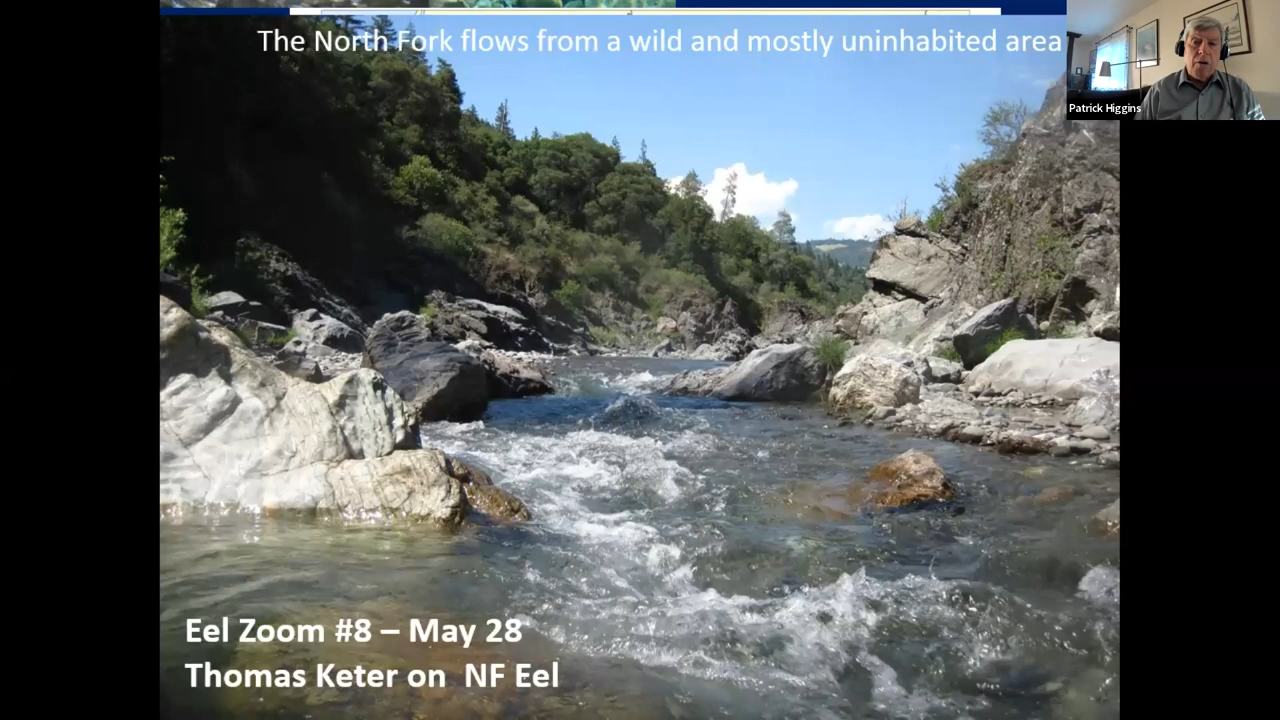 The North Fork flows from a wild and mostly uninhabited area
Patrick Higgins
Eel Zoom #8 – May 28
Thomas Keter on  NF Eel